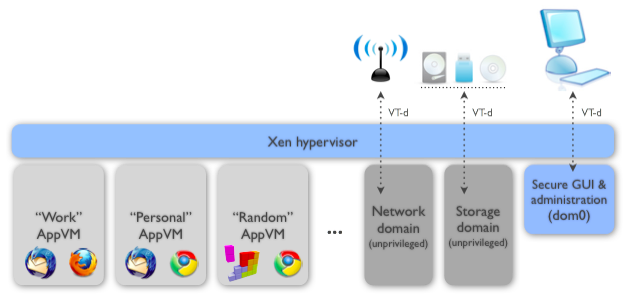 VT-d
VT-d
VT-d
Xen hypervisor
“Work”
AppVM
“Personal”
AppVM
“Random”
AppVM
...
Network
domain
(unprivileged)
Storage
domain
(unprivileged)
Secure GUI &
administration
(dom0)